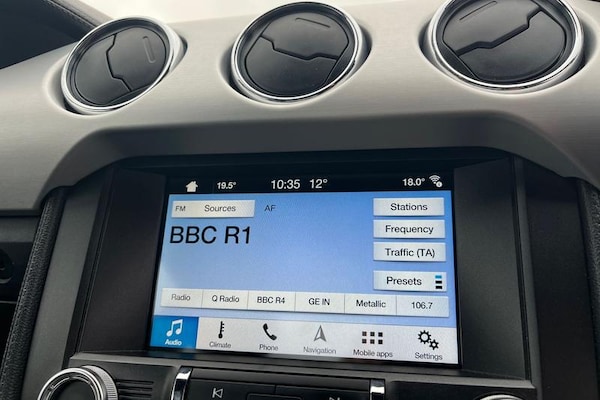 19.5° 10:35 12° 18.0°
FM Sources AF Stations
BBC R1
Frequency
Traffic (TA)
Presets
Radio Q Radio BBC R4 GE IN Metallic 106.7
Audio Climate Phone Navigation Mobile apps Settings